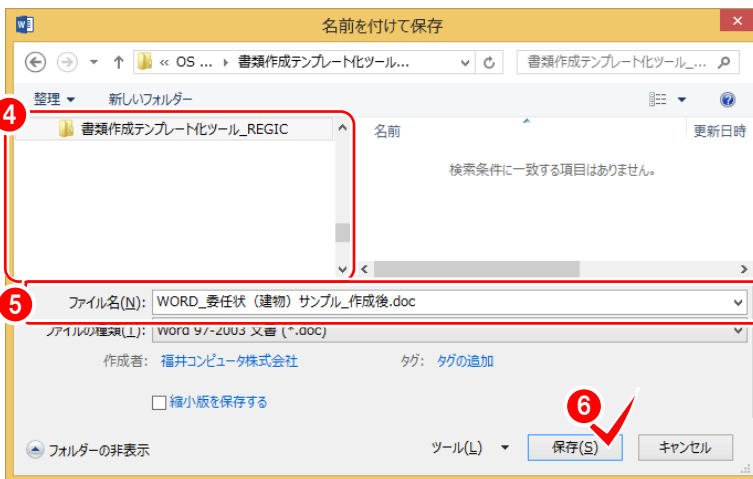 名前を付けて保存
« OS ... ▸ 書類作成テンプレート化ツール...
書類作成テンプレート化ツール_...
整理 新しいフォルダー
4
書類作成テンプレート化ツール_REGIC
名前 更新日時
検索条件に一致する項目はありません。
5
ファイル名(N): WORD_委任状（建物）サンプル_作成後.doc
ファイルの種類(T): Word 97-2003 文書 (*.doc)
作成者: 福井コンピュータ株式会社 タグ: タグの追加
縮小版を保存する
6
フォルダーの非表示 ツール(L) 保存(S) キャンセル